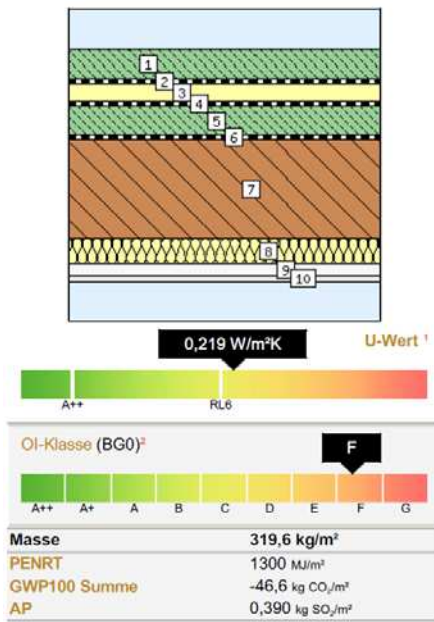 1
2
3
4
5
6
7
8
9
10
0,219 W/m²K
U-Wert ¹
A++ RL6
OI-Klasse (BG0)²
F
A++ A+ A B C D E F G
Masse 319,6 kg/m²
PENRT 1300 MJ/m²
GWP100 Summe -46,6 kg CO₂/m²
AP 0,390 kg SO₂/m²